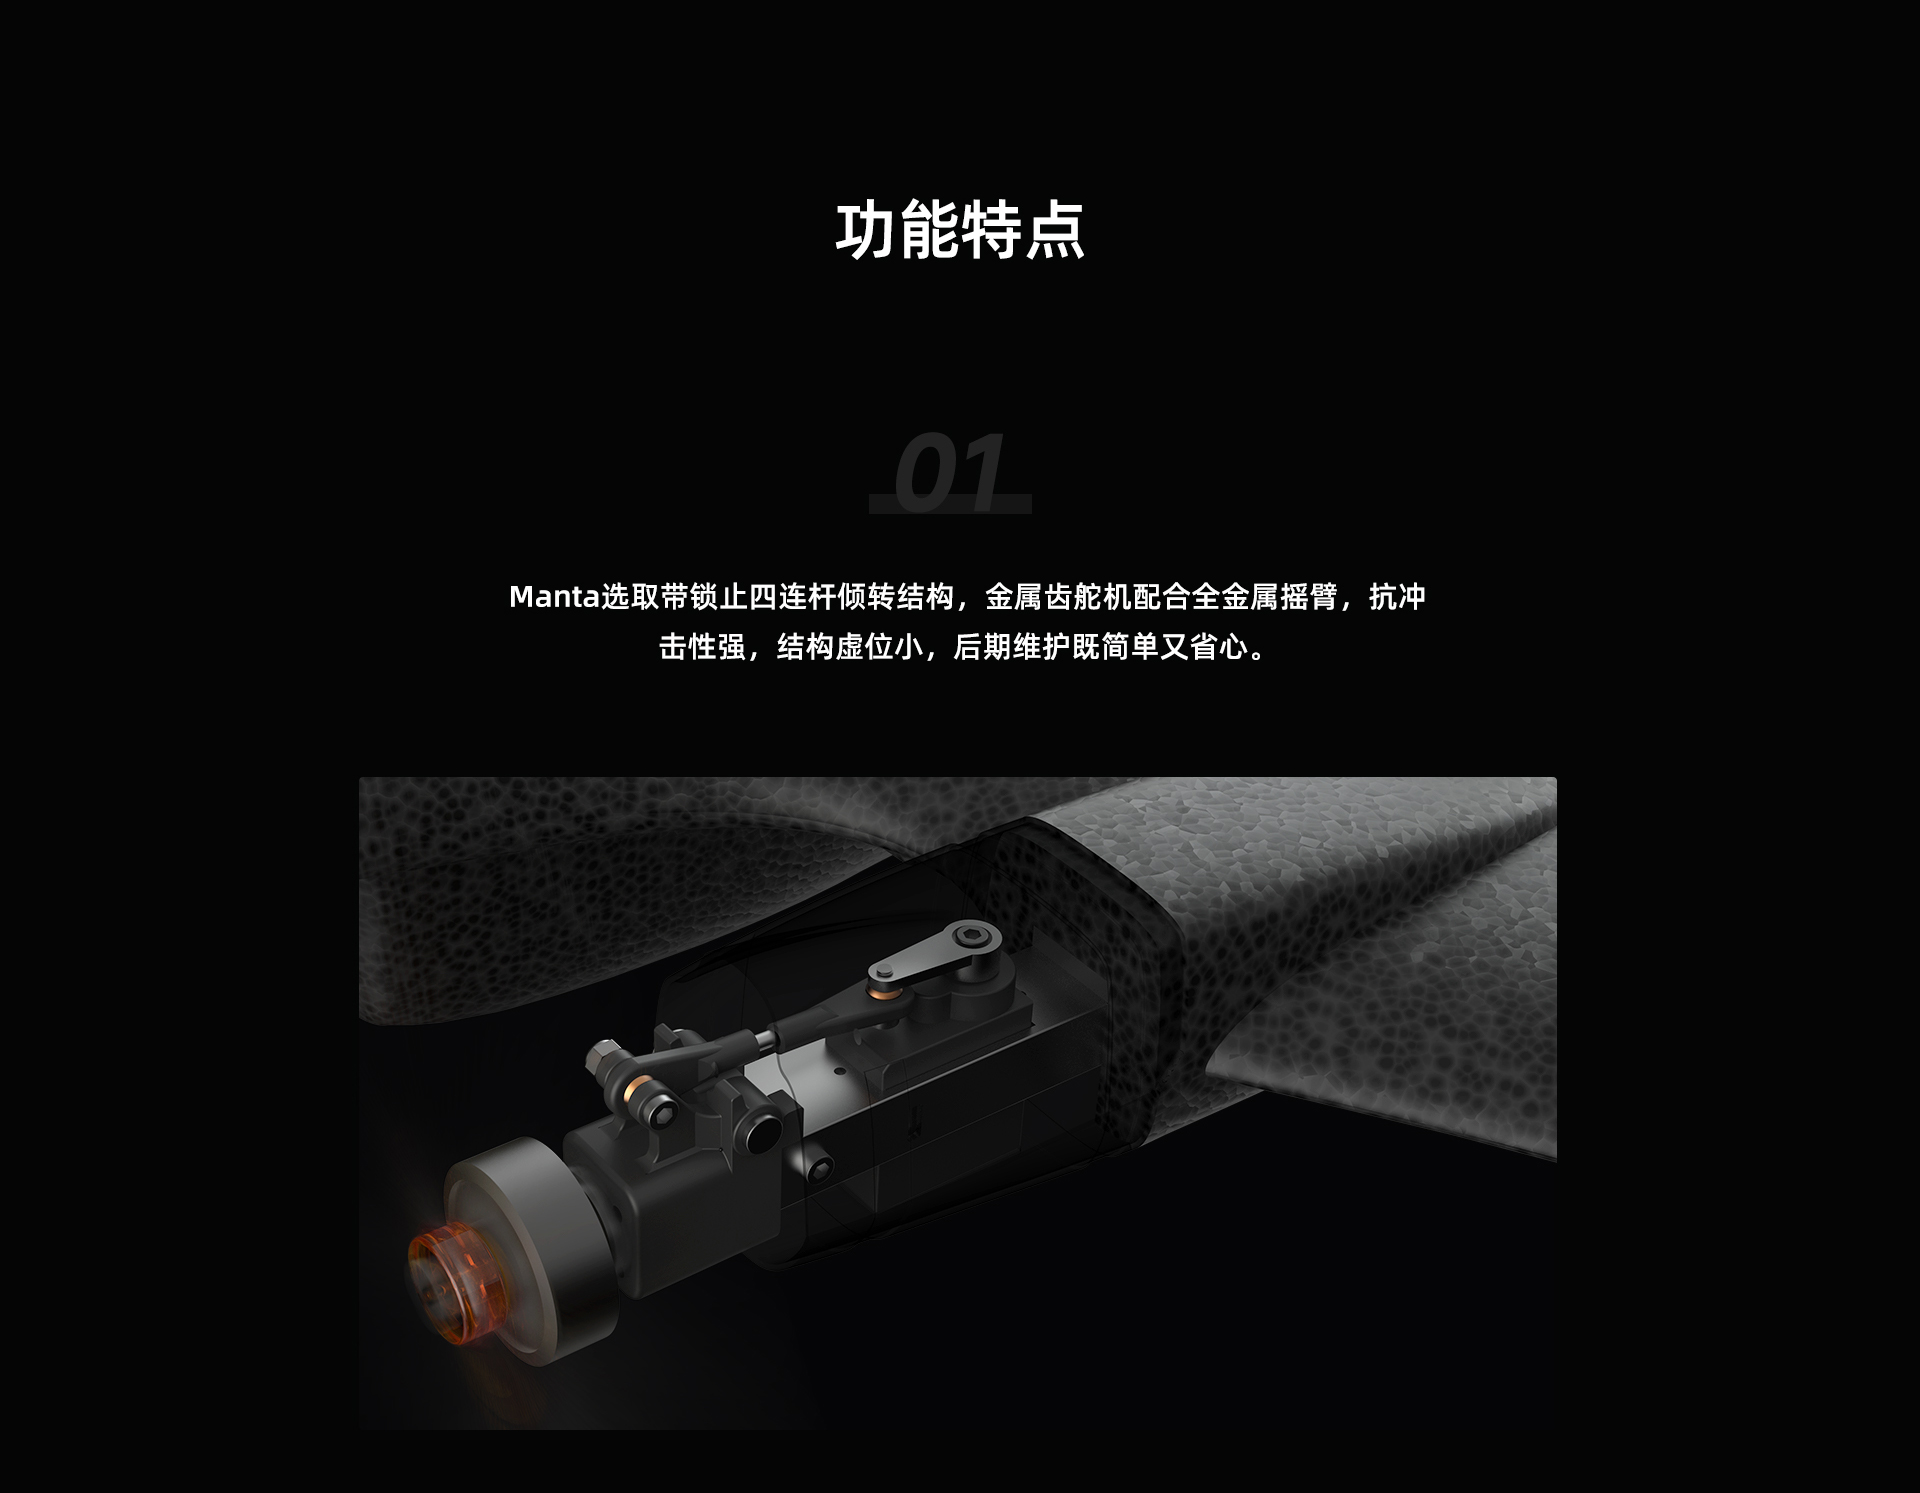 功能特点
01
Manta选取带锁止四连杆倾转结构，金属齿舵机配合全金属摇臂，抗冲
击性强，结构虚位小，后期维护既简单又省心。